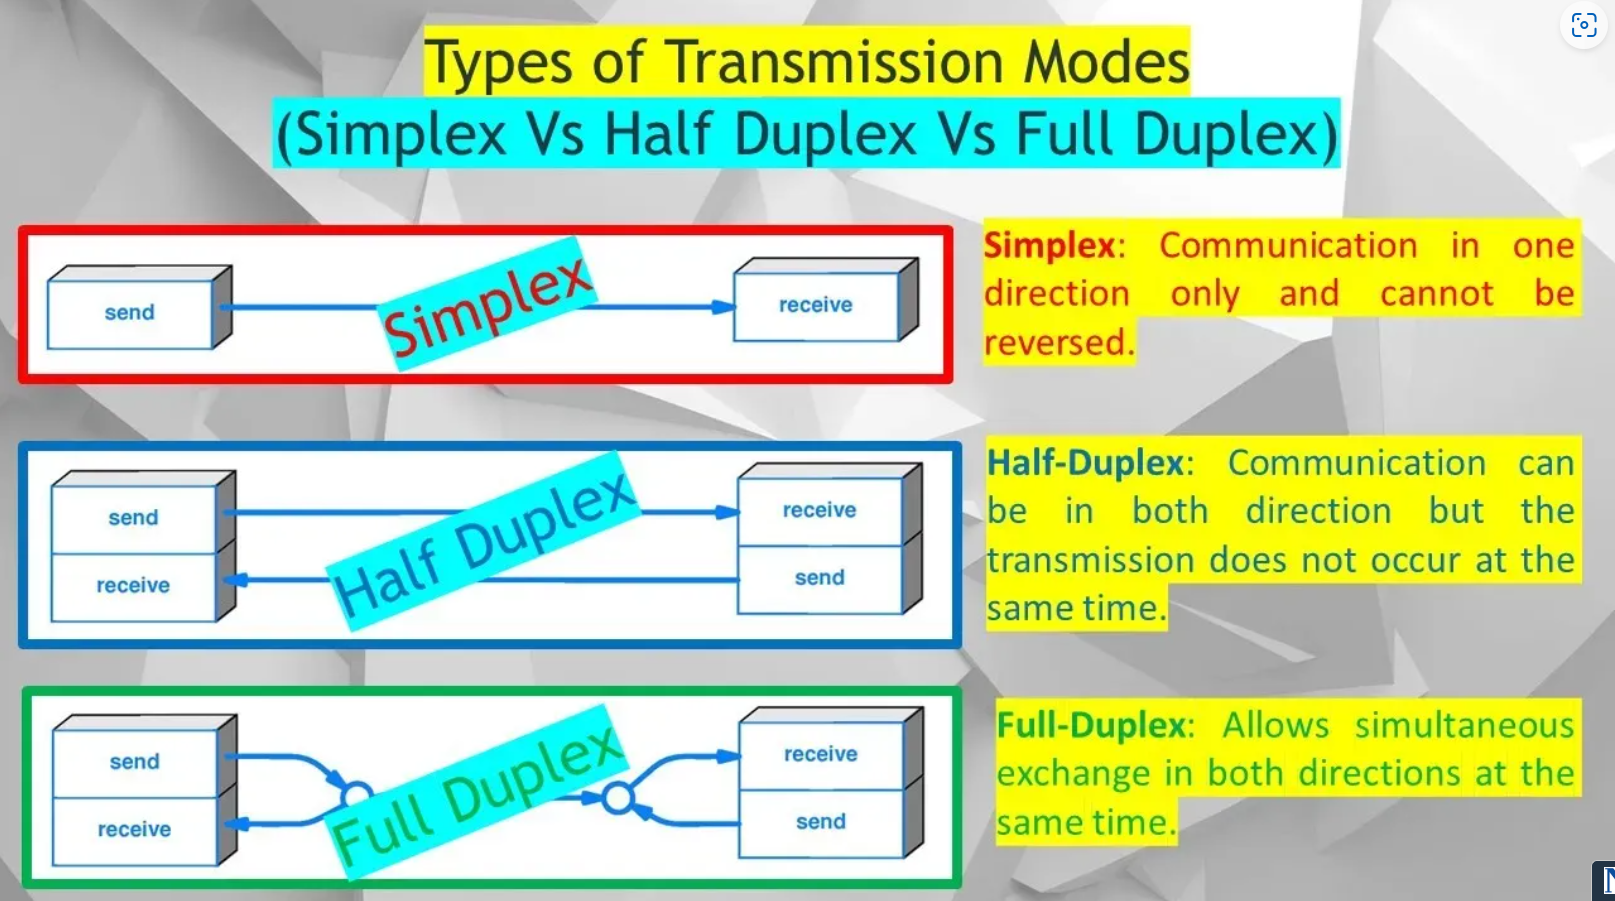 Types of Transmission Modes
(Simplex Vs Half Duplex Vs Full Duplex)
send
Simplex
receive
Simplex: Communication in one
direction only and cannot be
reversed.
send
receive
Half Duplex
receive
send
Half-Duplex: Communication can
be in both direction but the
transmission does not occur at the
same time.
send
receive
Full Duplex
receive
send
Full-Duplex: Allows simultaneous
exchange in both directions at the
same time.